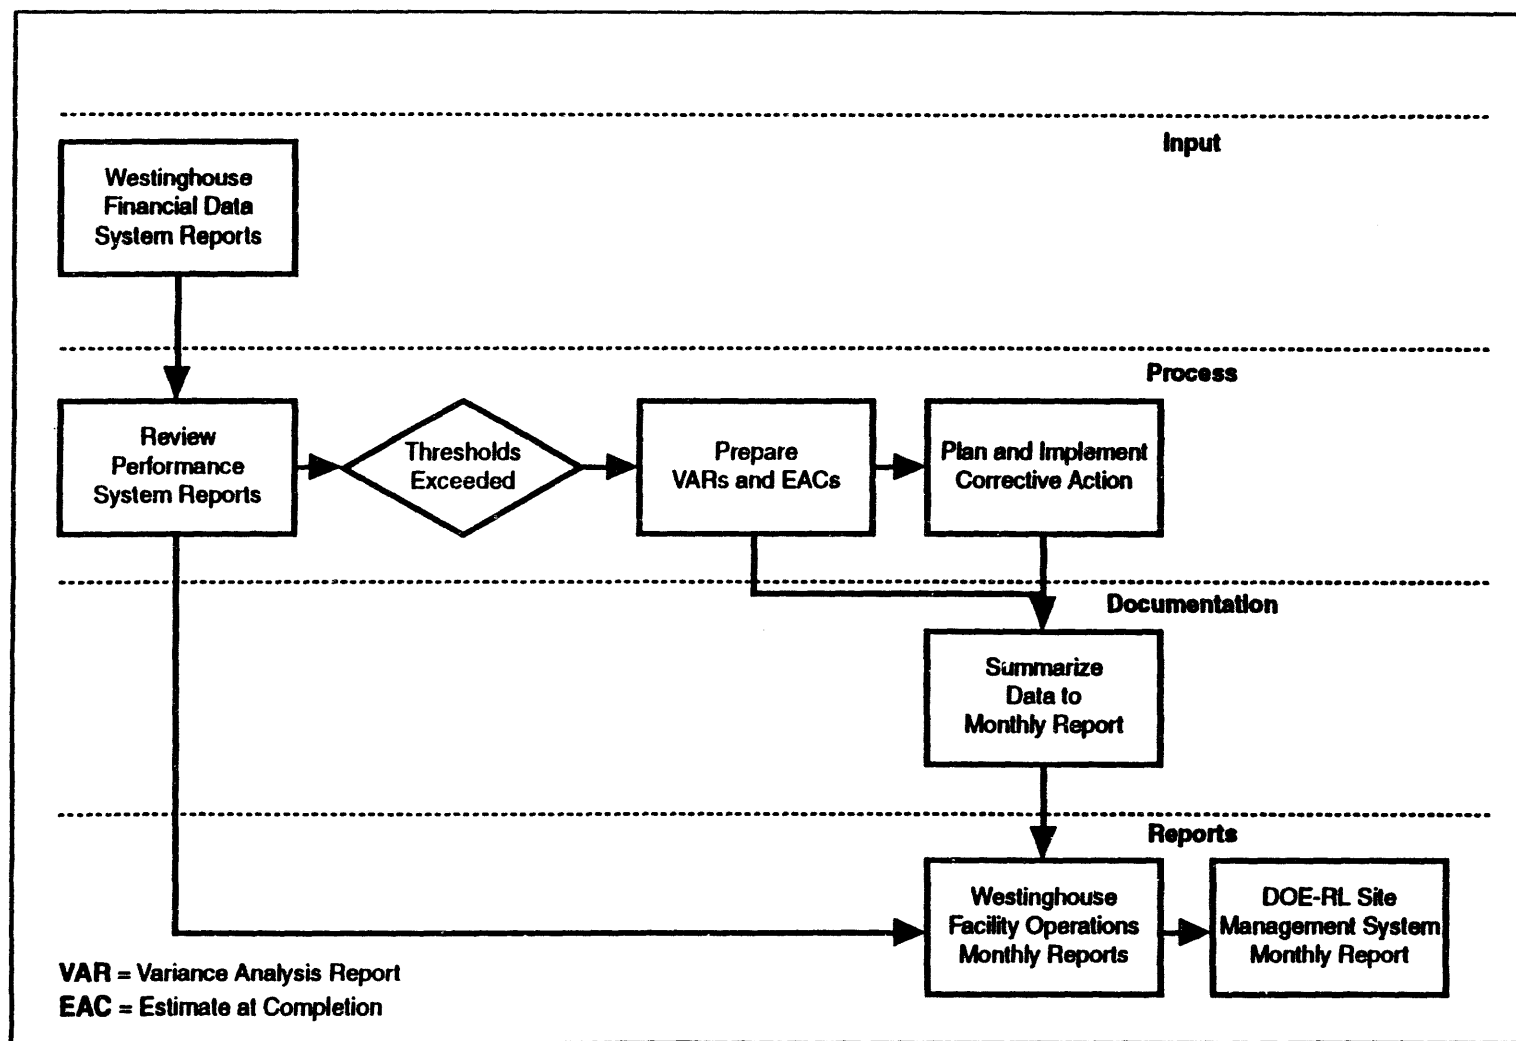 Input
Westinghouse
Financial Data
System Reports
Process
Review
Performance
System Reports
Thresholds
Exceeded
Prepare
VARs and EACs
Plan and Implement
Corrective Action
Documentation
Summarize
Data to
Monthly Report
Reports
Westinghouse
Facility Operations
Monthly Reports
DOE-RL Site
Management System
Monthly Report
VAR = Variance Analysis Report
EAC = Estimate at Completion